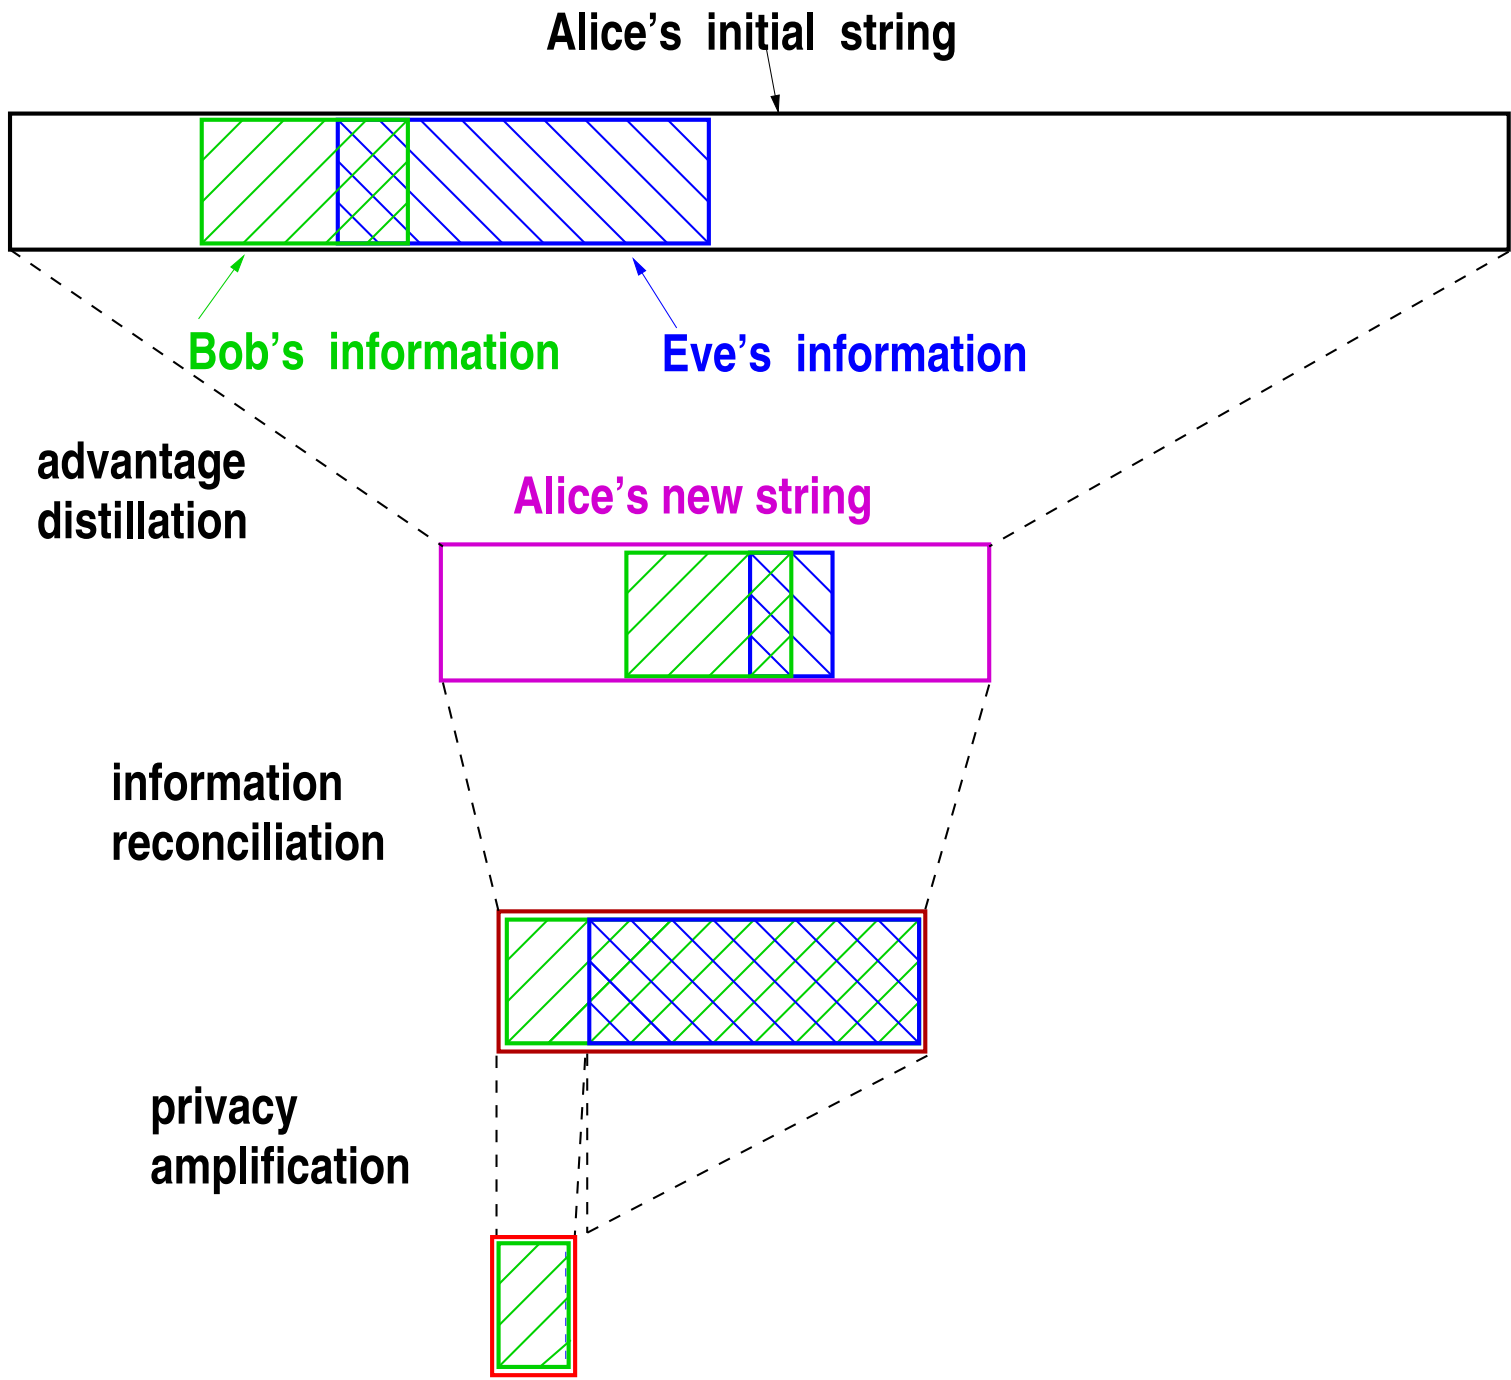 Alice's initial string
Bob's information
Eve's information
advantage
distillation
Alice's new string
information
reconciliation
privacy
amplification